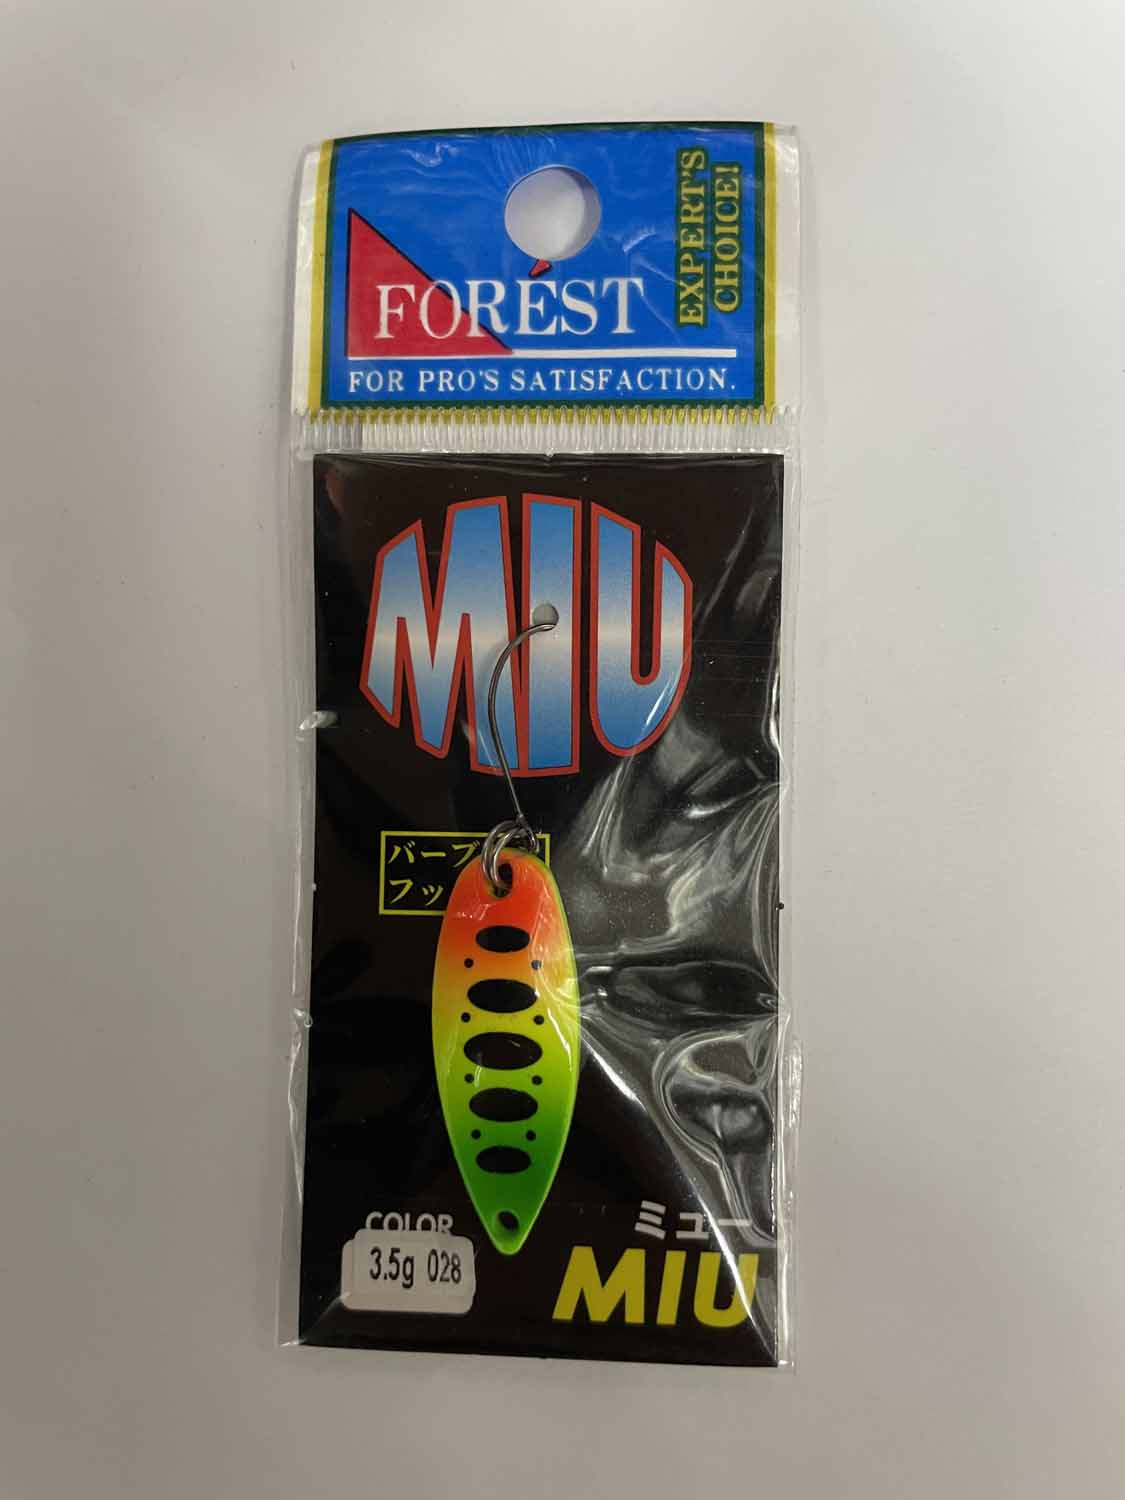 EXPERT'S
CHOICE!
FORÉST
FOR PRO'S SATISFACTION.
MIU
バーブ
フッ
COLOR
3.5g 028
ミュー
MIU